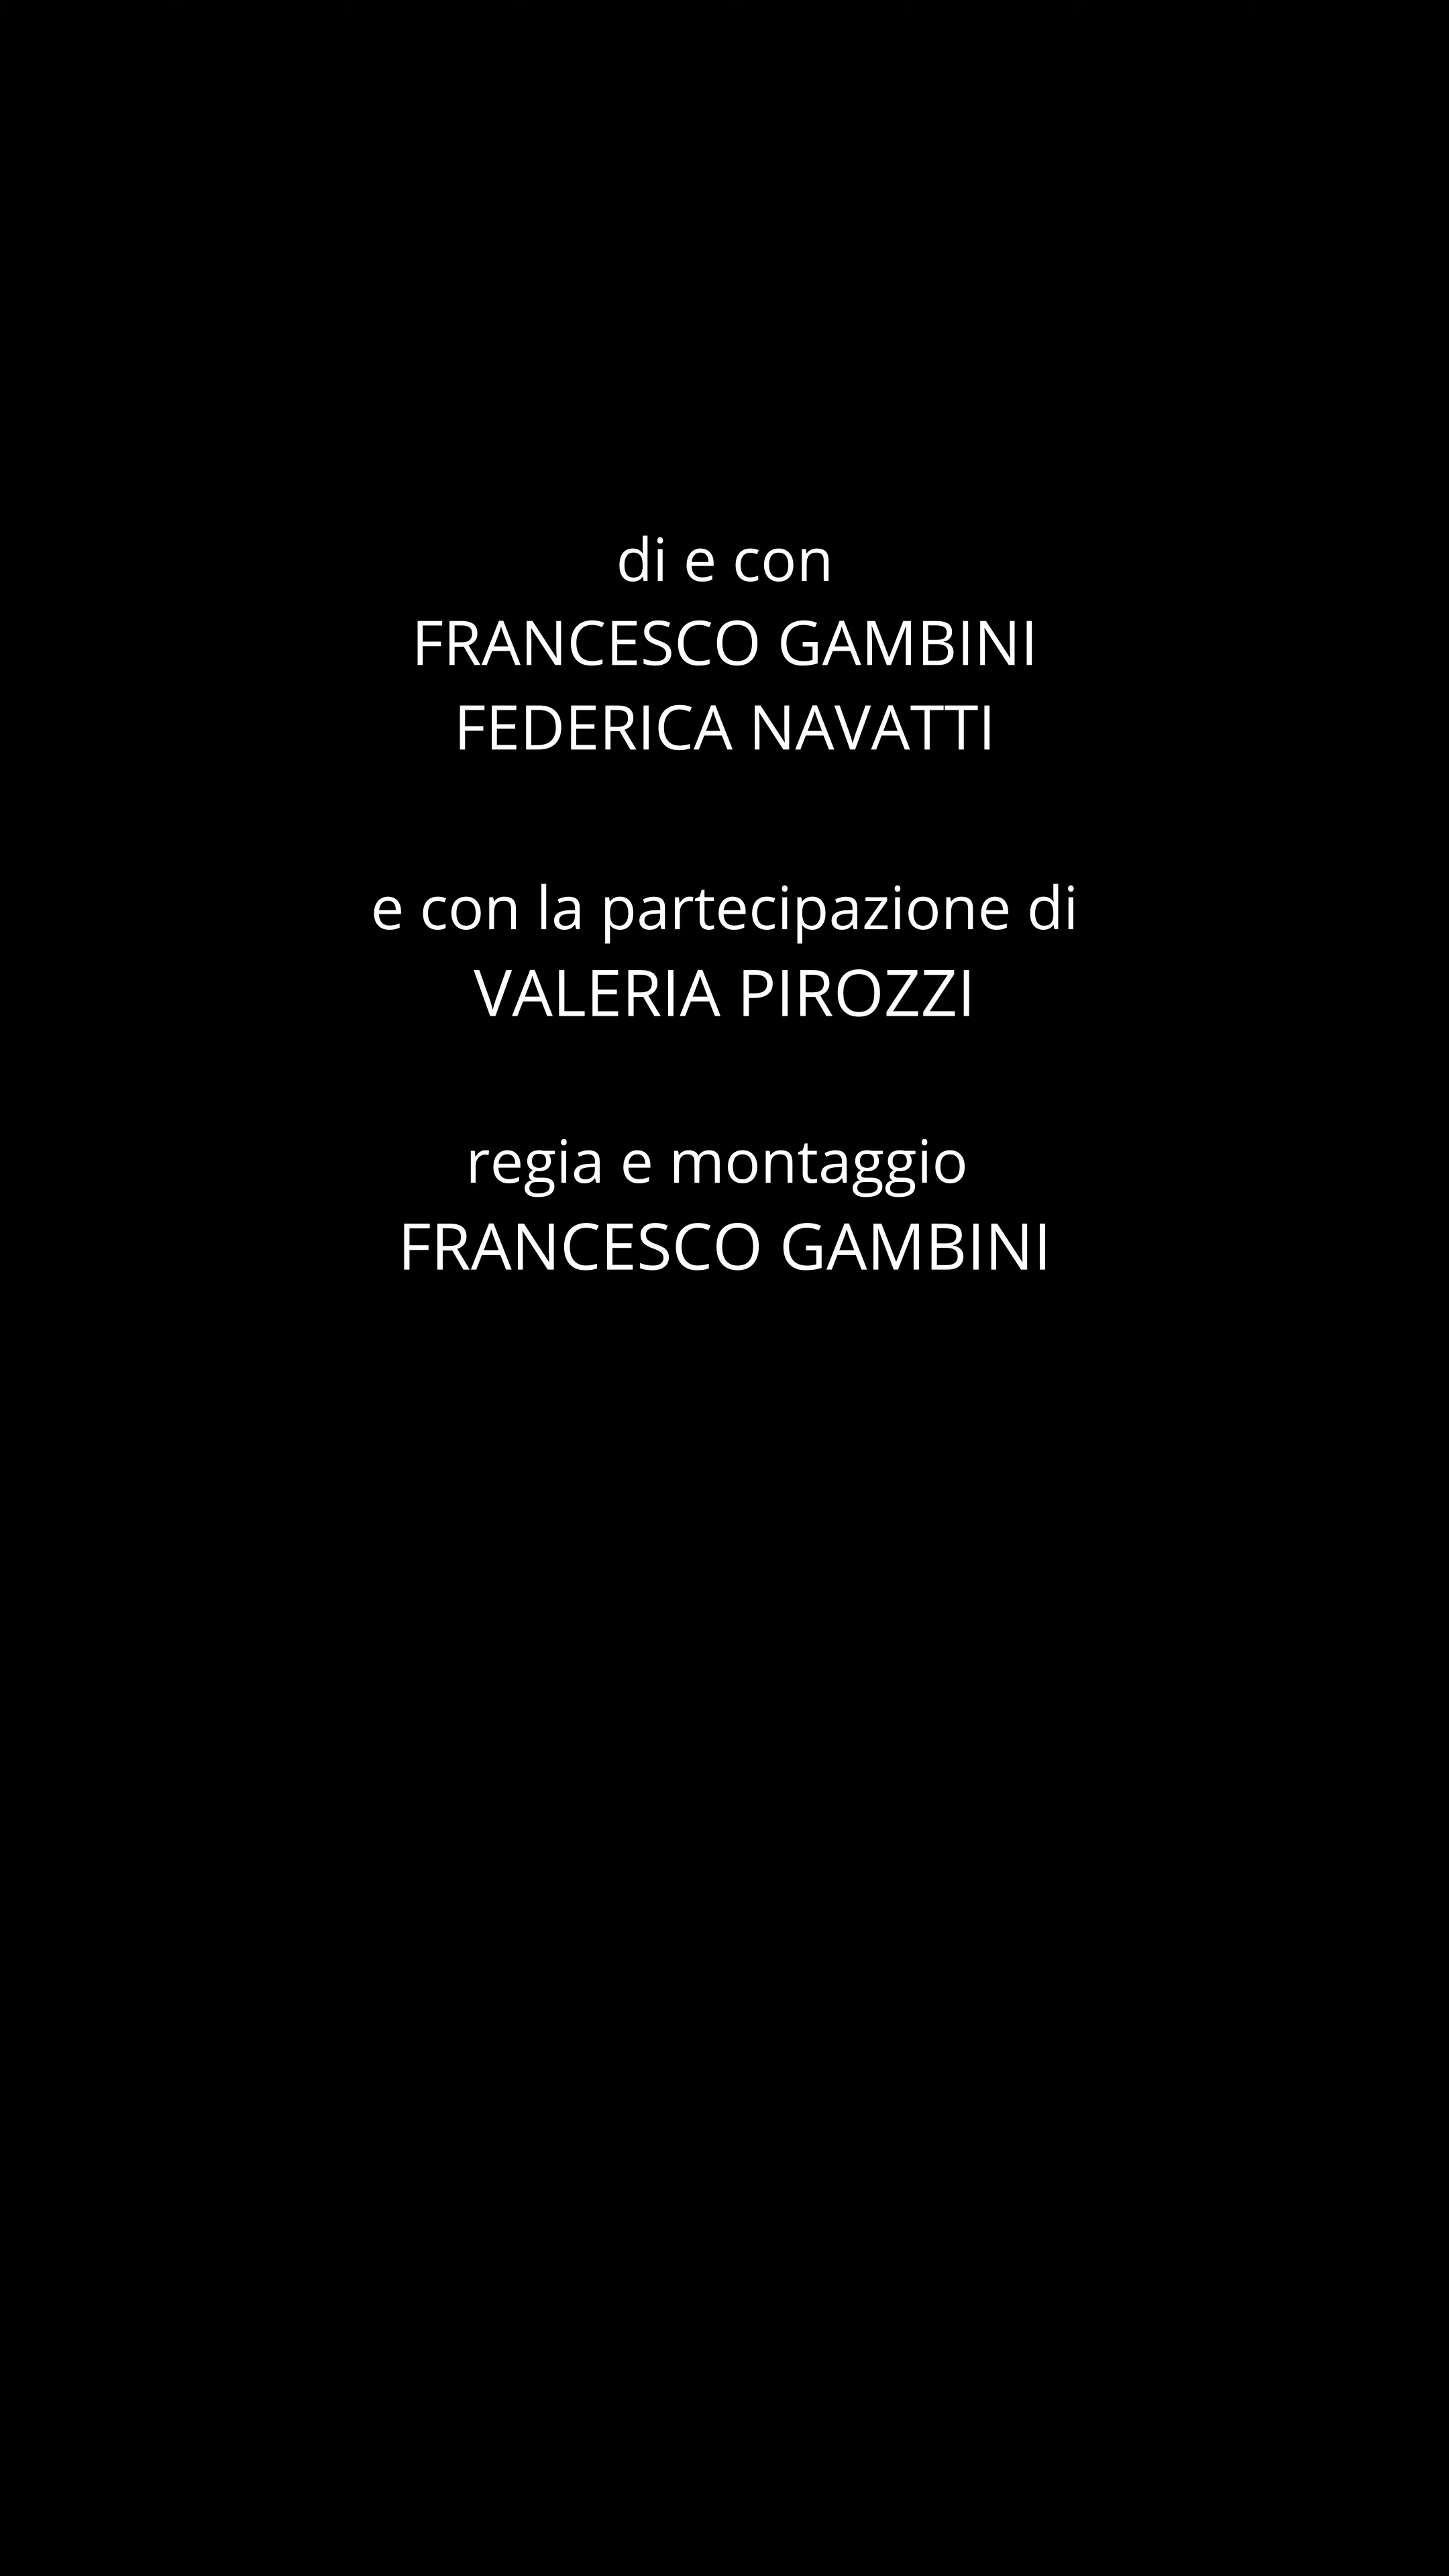 di e con
FRANCESCO GAMBINI
FEDERICA NAVATTI
e con la partecipazione di
VALERIA PIROZZI
regia e montaggio
FRANCESCO GAMBINI